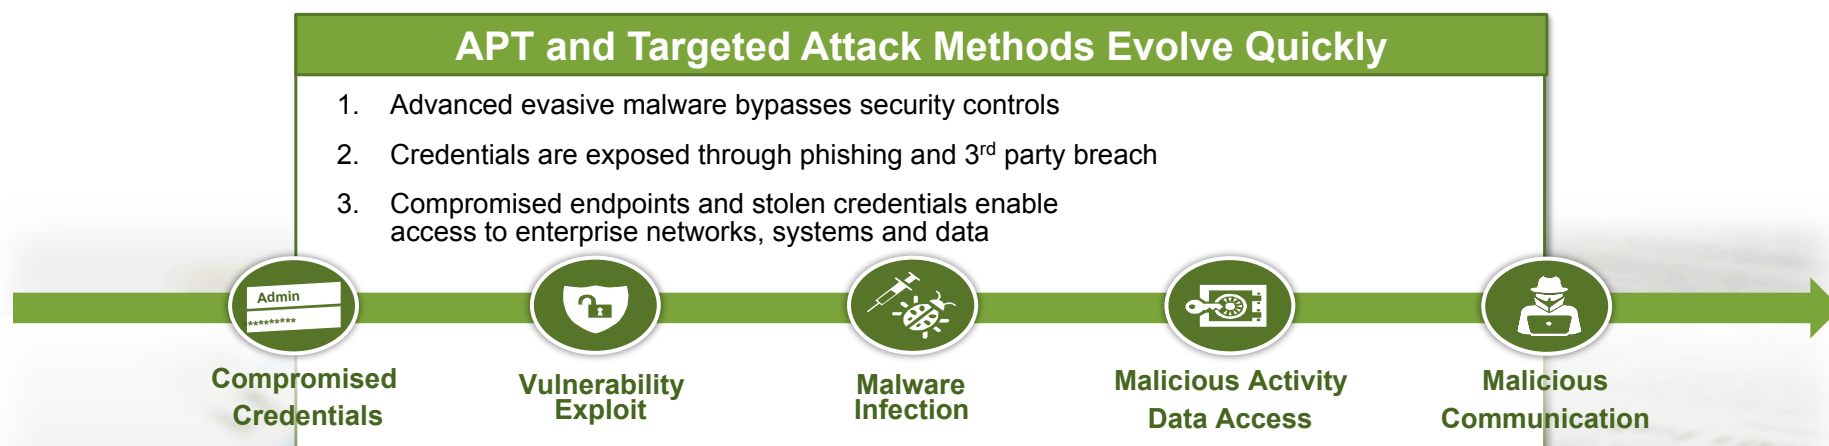 APT and Targeted Attack Methods Evolve Quickly
1. Advanced evasive malware bypasses security controls
2. Credentials are exposed through phishing and 3rd party breach
3. Compromised endpoints and stolen credentials enable
access to enterprise networks, systems and data
Admin
*********
Compromised
Credentials
Vulnerability
Exploit
Malware
Infection
Malicious Activity
Data Access
Malicious
Communication